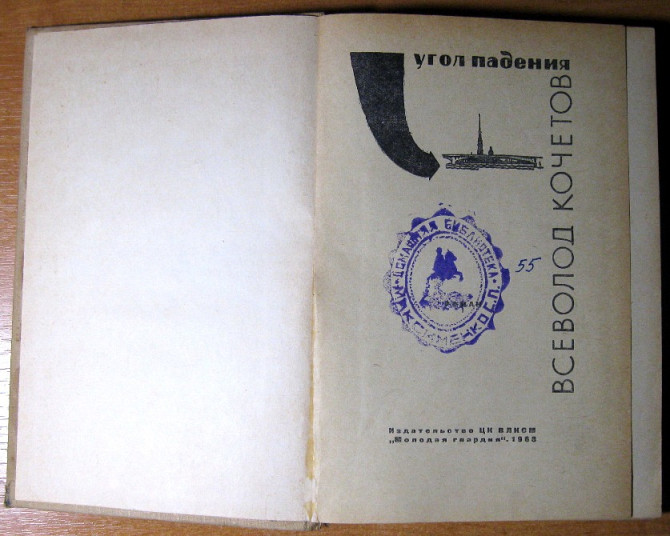 угол падения
ВСЕВОЛОД КОЧЕТОВ
ДОМАШНЯЯ БИБЛИОТЕКА
55
Издательство ЦК ВЛКСМ
„Молодая гвардия". 1968